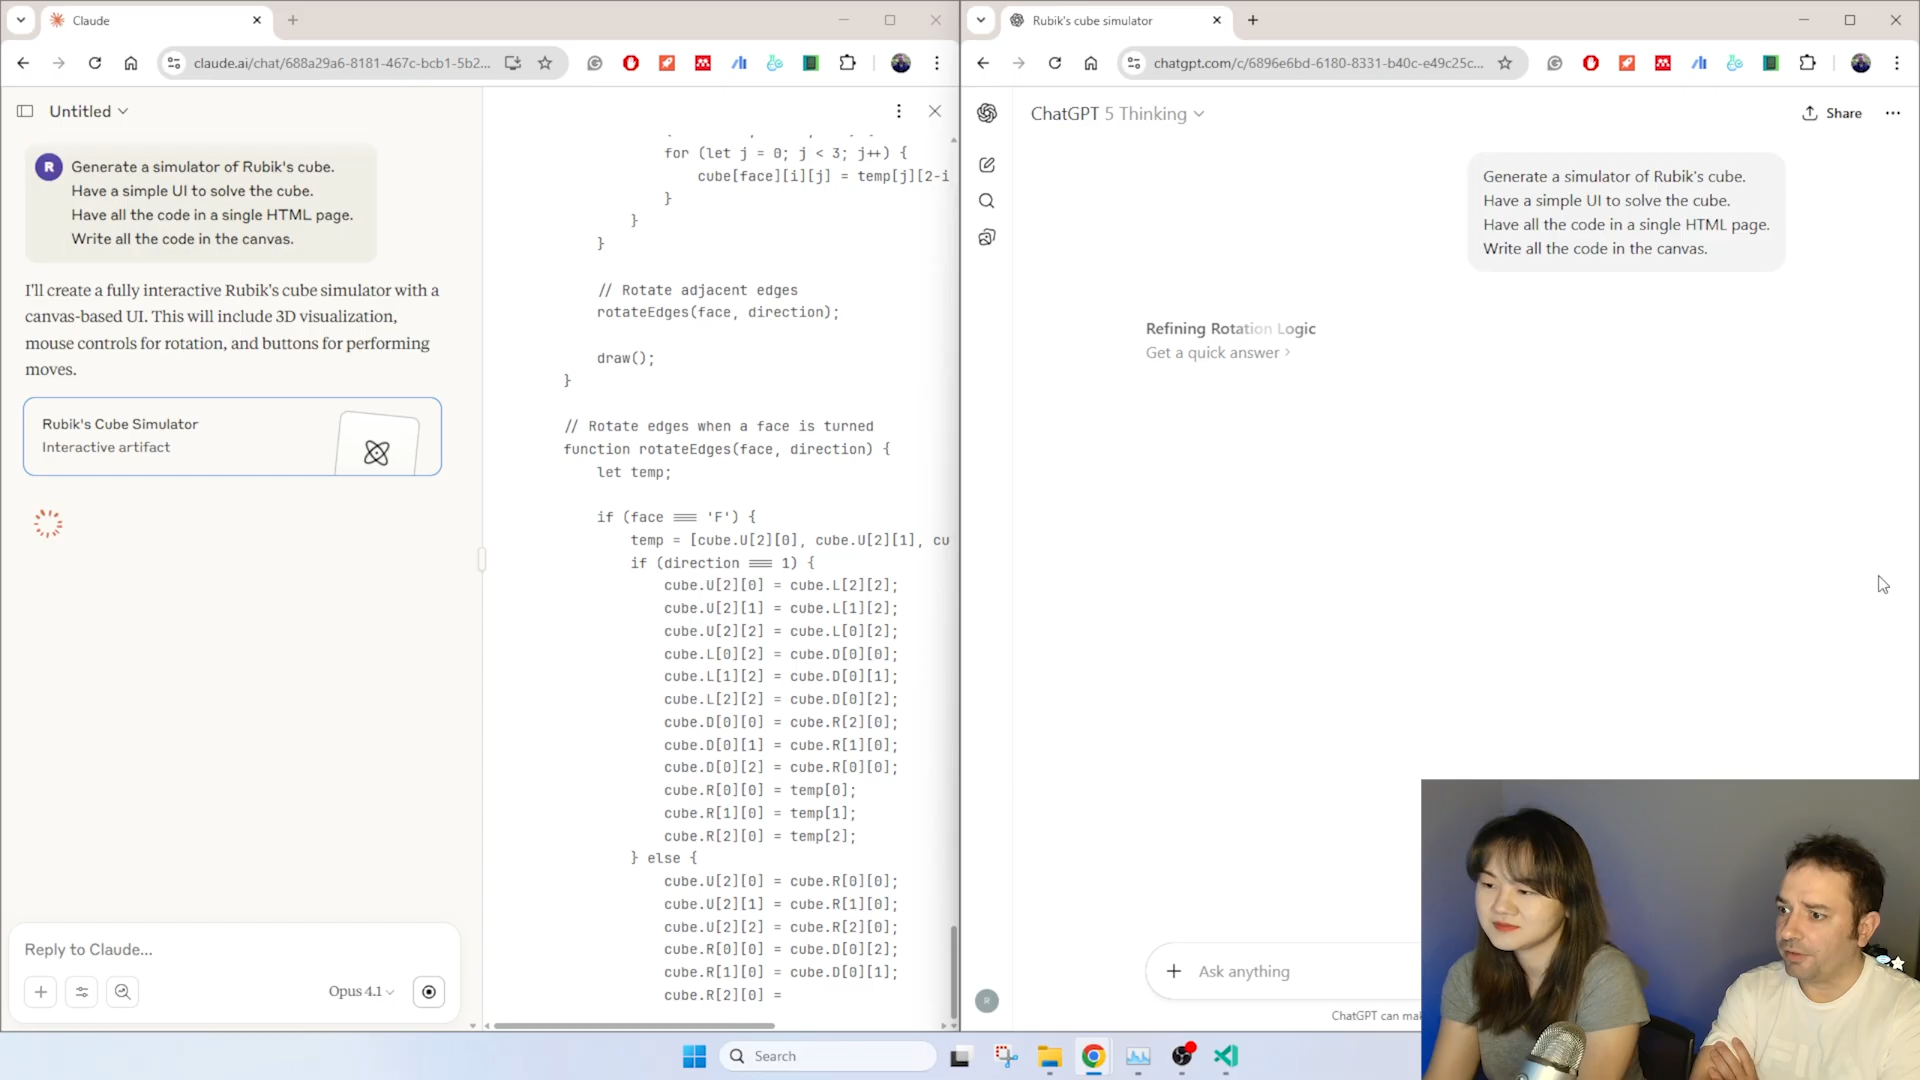 Claude
claude.ai/chat/688a29a6-8181-467c-bcb1-5b2...
Untitled
R
Generate a simulator of Rubik's cube.
Have a simple UI to solve the cube.
Have all the code in a single HTML page.
Write all the code in the canvas.
I'll create a fully interactive Rubik's cube simulator with a
canvas-based UI. This will include 3D visualization,
mouse controls for rotation, and buttons for performing
moves.
Rubik's Cube Simulator
Interactive artifact
Reply to Claude...
Opus 4.1
for (let j = 0; j < 3; j++) {
cube[face][i][j] = temp[j][2-i
}
}
}
// Rotate adjacent edges
rotateEdges(face, direction);
draw();
}
// Rotate edges when a face is turned
function rotateEdges(face, direction) {
let temp;
if (face === 'F') {
temp = [cube.U[2][0], cube.U[2][1], cu
if (direction === 1) {
cube.U[2][0] = cube.L[2][2];
cube.U[2][1] = cube.L[1][2];
cube.U[2][2] = cube.L[0][2];
cube.L[0][2] = cube.D[0][0];
cube.L[1][2] = cube.D[0][1];
cube.L[2][2] = cube.D[0][2];
cube.D[0][0] = cube.R[2][0];
cube.D[0][1] = cube.R[1][0];
cube.D[0][2] = cube.R[0][0];
cube.R[0][0] = temp[0];
cube.R[1][0] = temp[1];
cube.R[2][0] = temp[2];
} else {
cube.U[2][0] = cube.R[0][0];
cube.U[2][1] = cube.R[1][0];
cube.U[2][2] = cube.R[2][0];
cube.R[0][0] = cube.D[0][2];
cube.R[1][0] = cube.D[0][1];
cube.R[2][0] =
Rubik's cube simulator
chatgpt.com/c/6896e6bd-6180-8331-b40c-e49c25c...
ChatGPT 5 Thinking
Share
Generate a simulator of Rubik's cube.
Have a simple UI to solve the cube.
Have all the code in a single HTML page.
Write all the code in the canvas.
Refining Rotation Logic
Get a quick answer >
Ask anything
R
ChatGPT can
Search